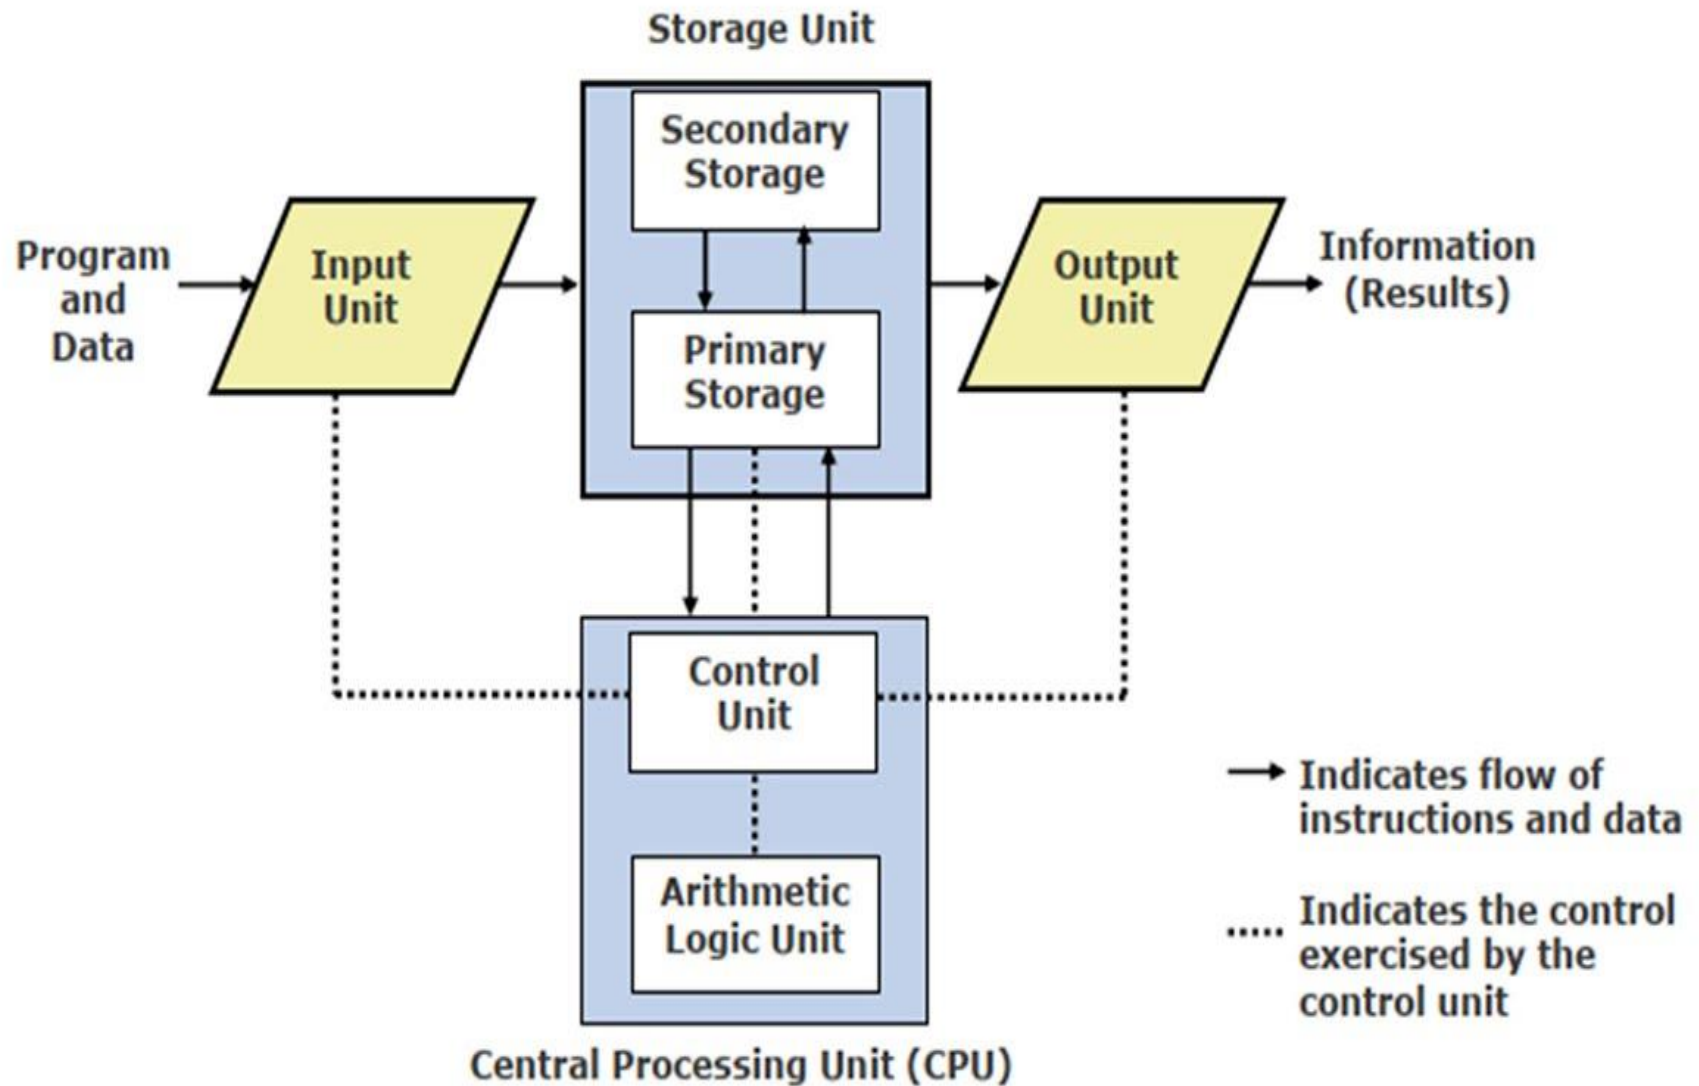 Storage Unit
Secondary
Storage
Program
and
Data
Input
Unit
Output
Unit
Information
(Results)
Primary
Storage
Control
Unit
Arithmetic
Logic Unit
Indicates flow of
instructions and data
Indicates the control
exercised by the
control unit
Central Processing Unit (CPU)